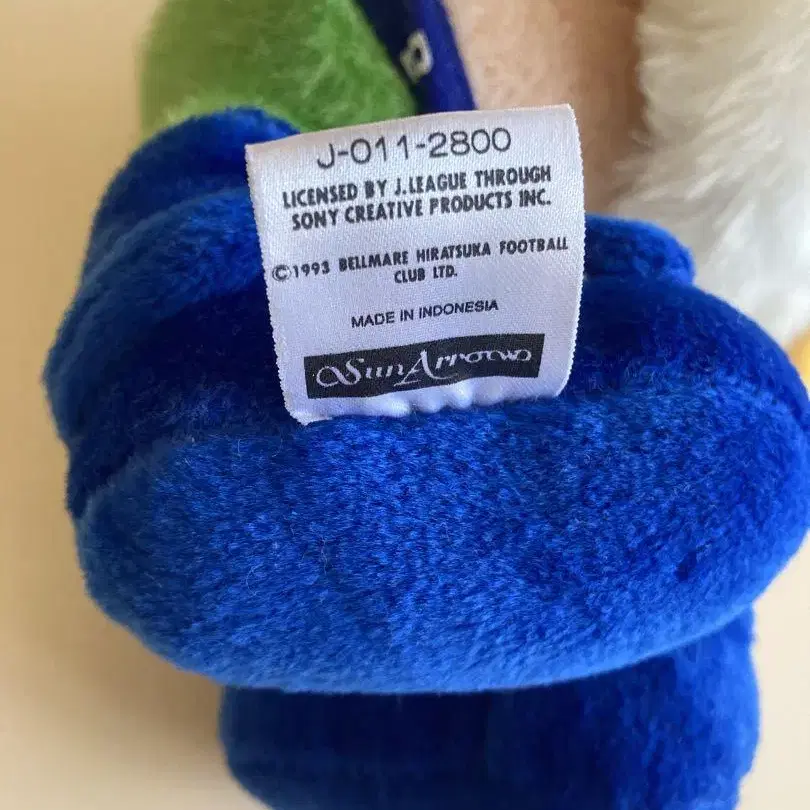 J-011-2800
LICENSED BY J.LEAGUE THROUGH
SONY CREATIVE PRODUCTS INC.
©1993 BELLMARE HIRATSUKA FOOTBALL
CLUB LTD.
MADE IN INDONESIA
SunArrow